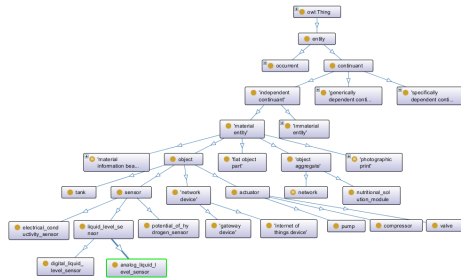 owl:Thing
entity
occurrent
continuant
'independent
continuant'
'generically
dependent conti...
'specifically
dependent conti...
'material
entity'
'immaterial
entity'
'material
information bea...
object
'fiat object
part'
'object
aggregate'
'photographic
print'
tank
sensor
'network
device'
actuator
network
nutritional_sol
ution_module
electrical_cond
uctivity_sensor
liquid_level_se
nsor
potential_of_hy
drogen_sensor
'gateway
device'
'internet of
things device'
pump
compressor
valve
digital_liquid_
level_sensor
analog_liquid_l
evel_sensor